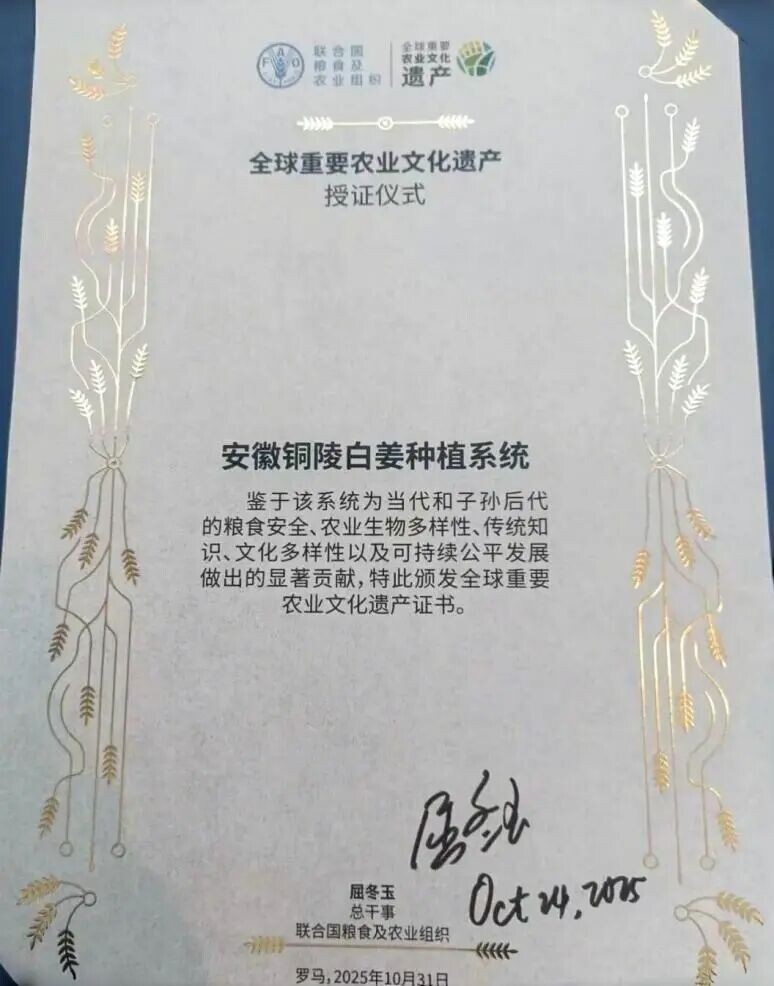 FAO
联合国
粮食及
农业组织
全球重要
农业文化
遗产
全球重要农业文化遗产
授证仪式
安徽铜陵白姜种植系统
鉴于该系统为当代和子孙后代
的粮食安全、农业生物多样性、传统知
识、文化多样性以及可持续公平发展
做出的显著贡献，特此颁发全球重要
农业文化遗产证书。
屈冬玉
Oct 24, 2025
屈冬玉
总干事
联合国粮食及农业组织
罗马，2025年10月31日